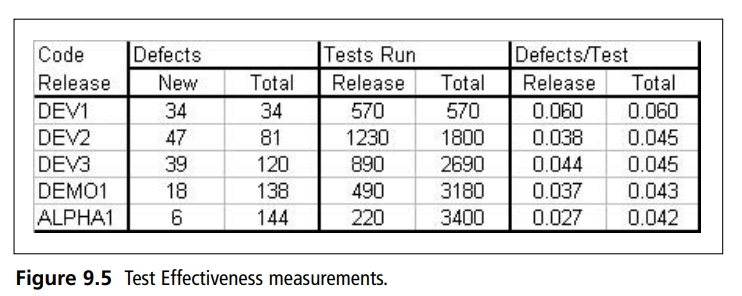 Code Defects Tests Run Defects/Test
Release New Total Release Total Release Total
DEV1 34 34 570 570 0.060 0.060
DEV2 47 81 1230 1800 0.038 0.045
DEV3 39 120 890 2690 0.044 0.045
DEMO1 18 138 490 3180 0.037 0.043
ALPHA1 6 144 220 3400 0.027 0.042
Figure 9.5 Test Effectiveness measurements.